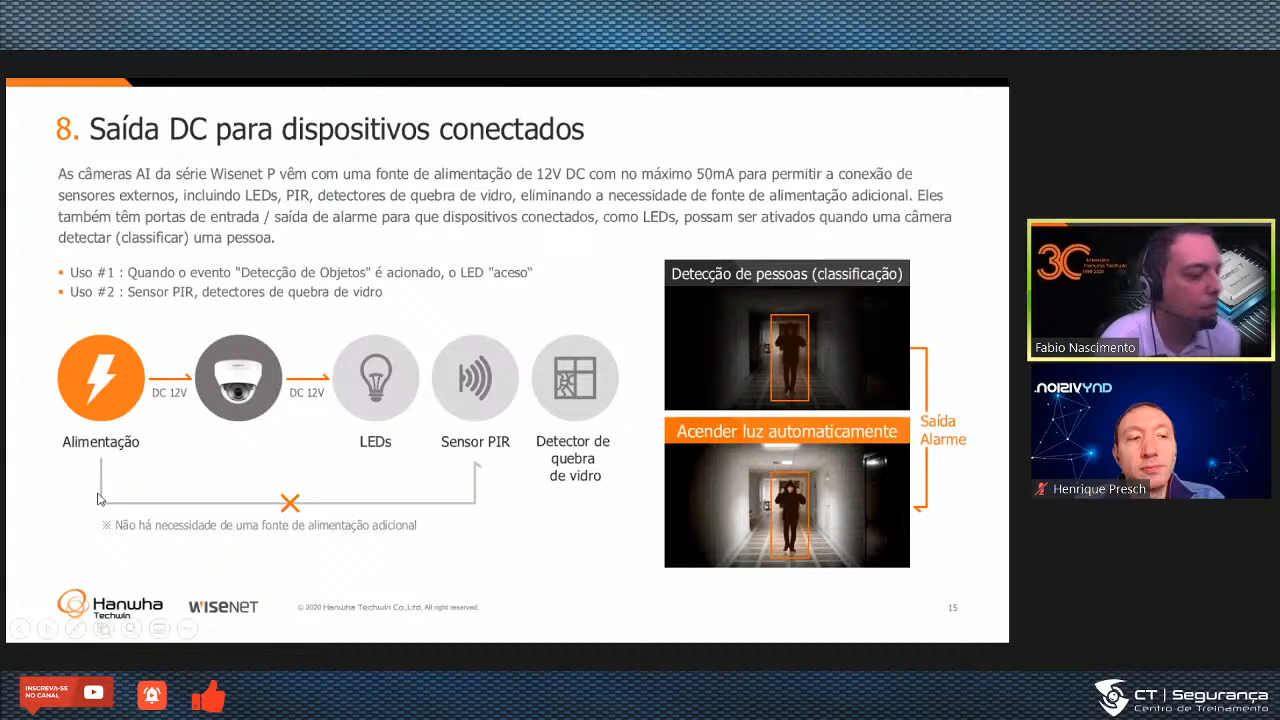 8. Saída DC para dispositivos conectados
As câmeras AI da série Wisenet P vêm com uma fonte de alimentação de 12V DC com no máximo 50mA para permitir a conexão de
sensores externos, incluindo LEDs, PIR, detectores de quebra de vidro, eliminando a necessidade de fonte de alimentação adicional. Eles
também têm portas de entrada / saída de alarme para que dispositivos conectados, como LEDs, possam ser ativados quando uma câmera
detectar (classificar) uma pessoa.
▪ Uso #1 : Quando o evento "Detecção de Objetos" é acionado, o LED "aceso“
▪ Uso #2 : Sensor PIR, detectores de quebra de vidro
DC 12V
DC 12V
Alimentação
LEDs
Sensor PIR
Detector de
quebra
de vidro
※ Não há necessidade de uma fonte de alimentação adicional
Detecção de pessoas (classificação)
Acender luz automaticamente
Saída
Alarme
Hanwha
Techwin
WISENET
© 2020 Hanwha Techwin Co.,Ltd. All right reserved.
15
Fabio Nascimento
DNYVISION.
Henrique Presch
INSCREVA-SE
NO CANAL
CT | Segurança
Centro de Treinamento